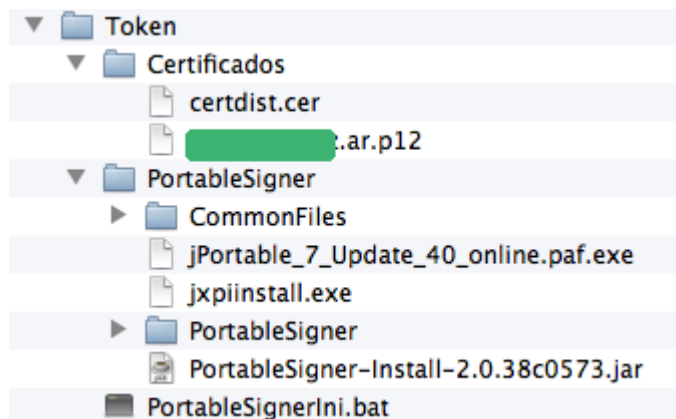 Token
Certificados
certdist.cer
.ar.p12
PortableSigner
CommonFiles
jPortable_7_Update_40_online.paf.exe
jxpiinstall.exe
PortableSigner
PortableSigner-Install-2.0.38c0573.jar
PortableSignerIni.bat